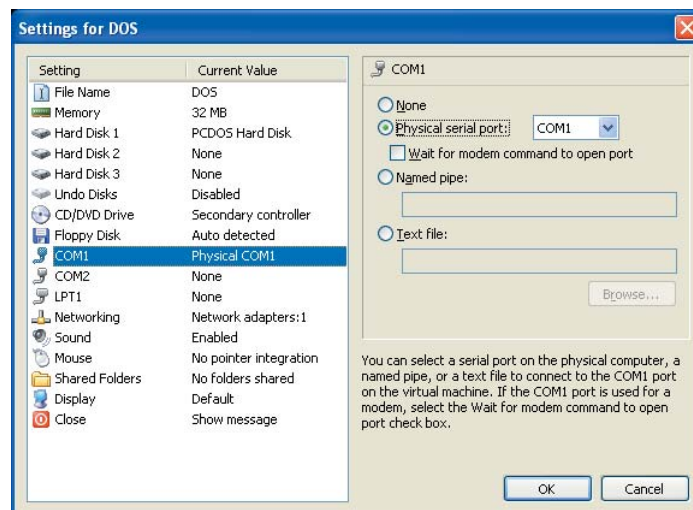 Settings for DOS
Setting Current Value
File Name DOS
Memory 32 MB
Hard Disk 1 PCDOS Hard Disk
Hard Disk 2 None
Hard Disk 3 None
Undo Disks Disabled
CD/DVD Drive Secondary controller
Floppy Disk Auto detected
COM1 Physical COM1
COM2 None
LPT1 None
Networking Network adapters:1
Sound Enabled
Mouse No pointer integration
Shared Folders No folders shared
Display Default
Close Show message
COM1
None
Physical serial port: COM1
Wait for modem command to open port
Named pipe:
Text file:
Browse...
You can select a serial port on the physical computer, a
named pipe, or a text file to connect to the COM1 port
on the virtual machine. If the COM1 port is used for a
modem, select the Wait for modem command to open
port check box.
OK Cancel